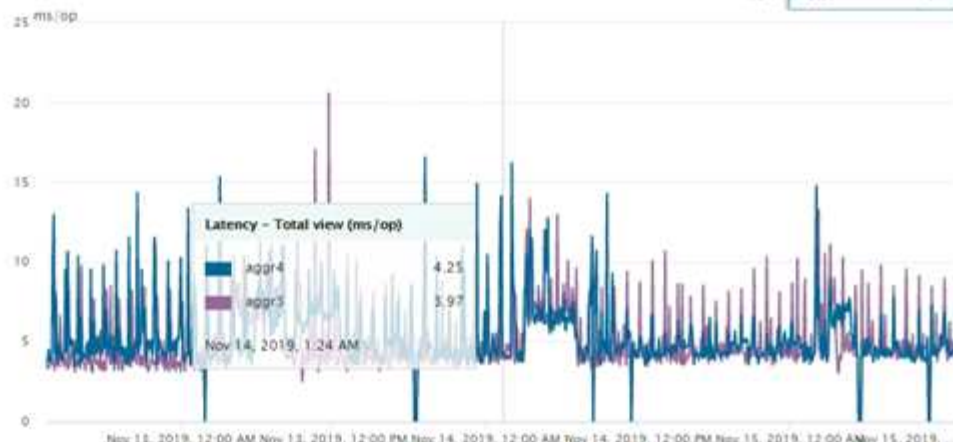 ms/op
25
20
15
10
5
0
Latency – Total view (ms/op)
aggr4 4.25
aggr3 3.97
Nov 14, 2019, 1:24 AM
Nov 13, 2019, 12:00 AM Nov 13, 2019, 12:00 PM Nov 14, 2019, 12:00 AM Nov 14, 2019, 12:00 PM Nov 15, 2019, 12:00 AM Nov 15, 2019,